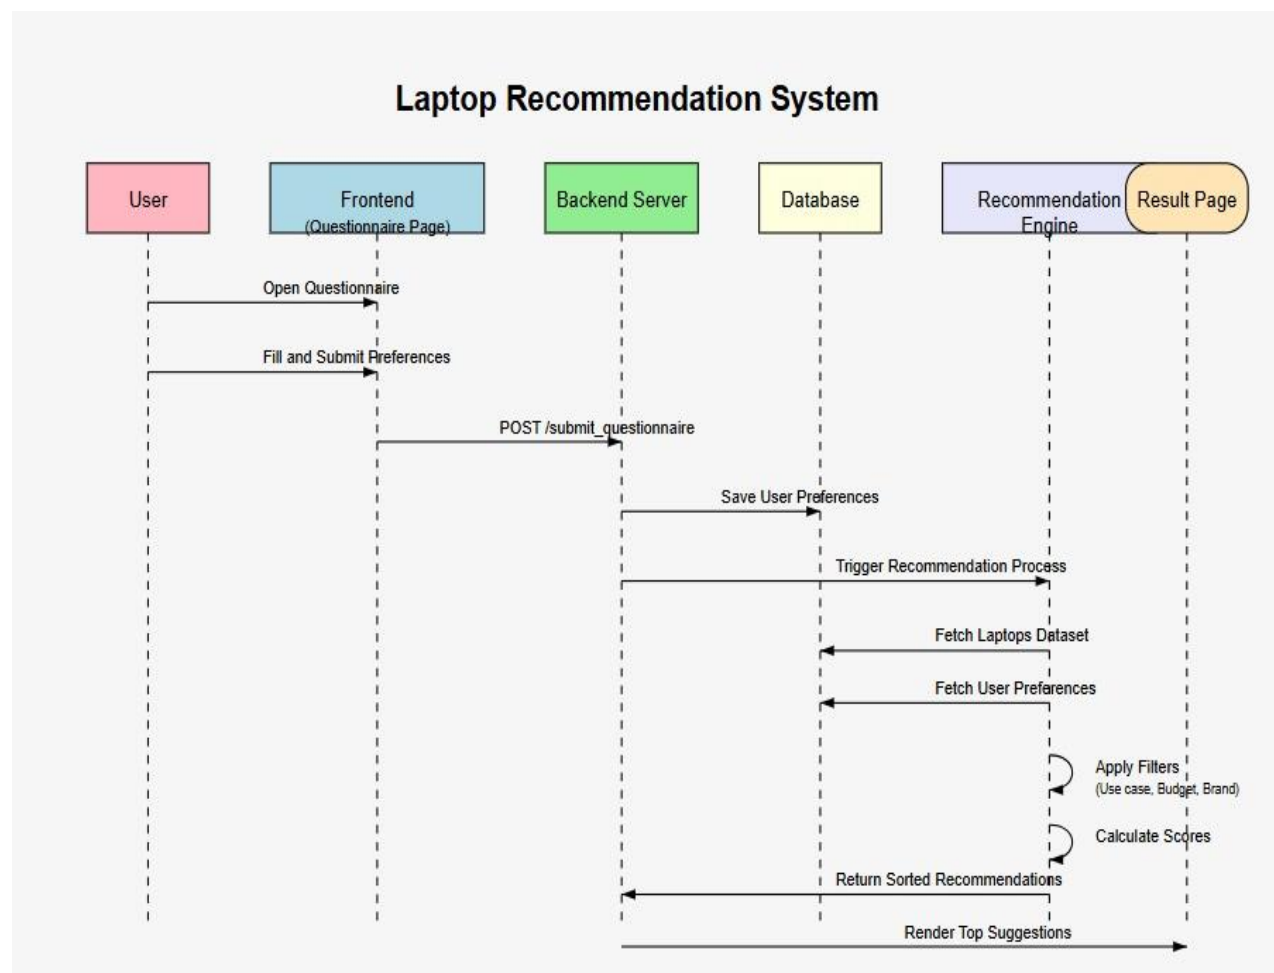 Laptop Recommendation System
User
Frontend
(Questionnaire Page)
Backend Server
Database
Recommendation
Engine
Result Page
Open Questionnaire
Fill and Submit Preferences
POST /submit_questionnaire
Save User Preferences
Trigger Recommendation Process
Fetch Laptops Dataset
Fetch User Preferences
Apply Filters
(Use case, Budget, Brand)
Calculate Scores
Return Sorted Recommendations
Render Top Suggestions